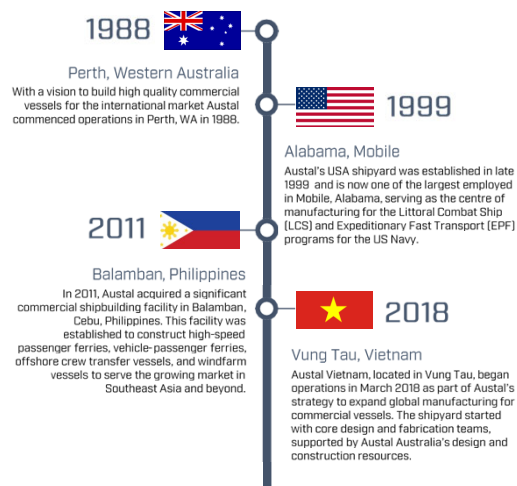 1988
Perth, Western Australia
With a vision to build high quality commercial
vessels for the international market Austal
commenced operations in Perth, WA in 1988.
1999
Alabama, Mobile
Austal's USA shipyard was established in late
1999 and is now one of the largest employed
in Mobile, Alabama, serving as the centre of
manufacturing for the Littoral Combat Ship
(LCS) and Expeditionary Fast Transport (EPF)
programs for the US Navy.
2011
Balamban, Philippines
In 2011, Austal acquired a significant
commercial shipbuilding facility in Balamban,
Cebu, Philippines. This facility was
established to construct high-speed
passenger ferries, vehicle-passenger ferries,
offshore crew transfer vessels, and windfarm
vessels to serve the growing market in
Southeast Asia and beyond.
2018
Vung Tau, Vietnam
Austal Vietnam, located in Vung Tau, began
operations in March 2018 as part of Austal's
strategy to expand global manufacturing for
commercial vessels. The shipyard started
with core design and fabrication teams,
supported by Austal Australia's design and
construction resources.